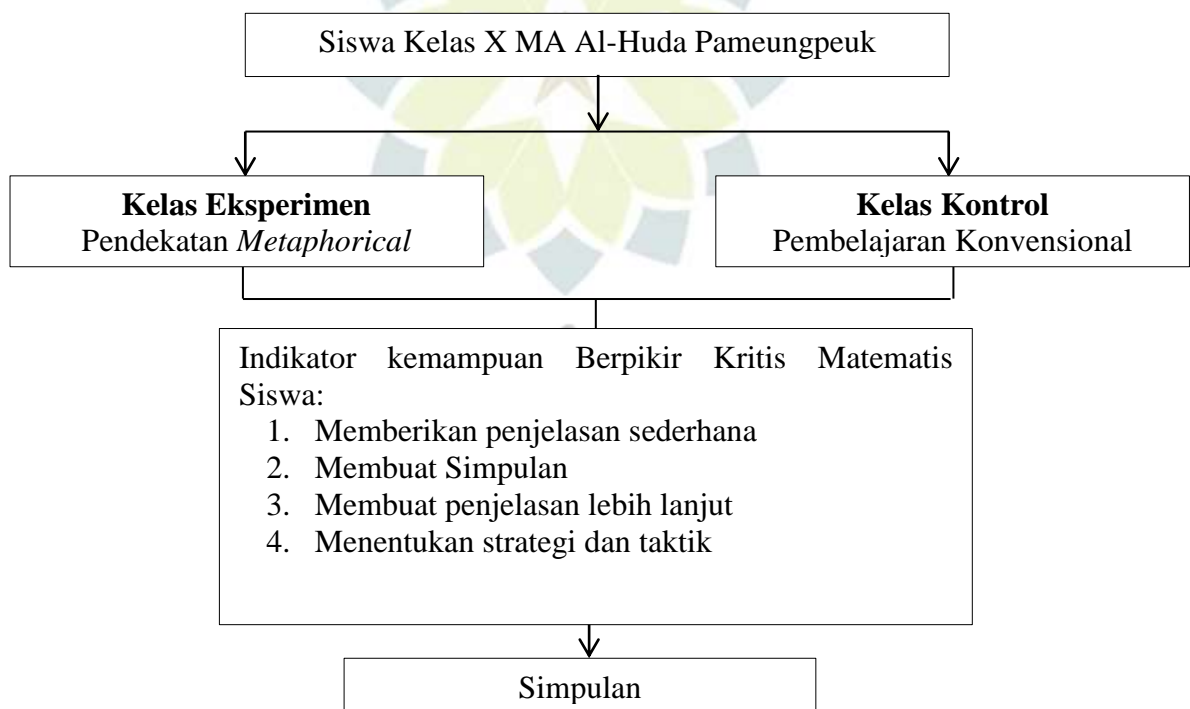 Siswa Kelas X MA Al-Huda Pameungpeuk
Kelas Eksperimen
Pendekatan Metaphorical
Kelas Kontrol
Pembelajaran Konvensional
Indikator kemampuan Berpikir Kritis Matematis
Siswa:
1. Memberikan penjelasan sederhana
2. Membuat Simpulan
3. Membuat penjelasan lebih lanjut
4. Menentukan strategi dan taktik
Simpulan